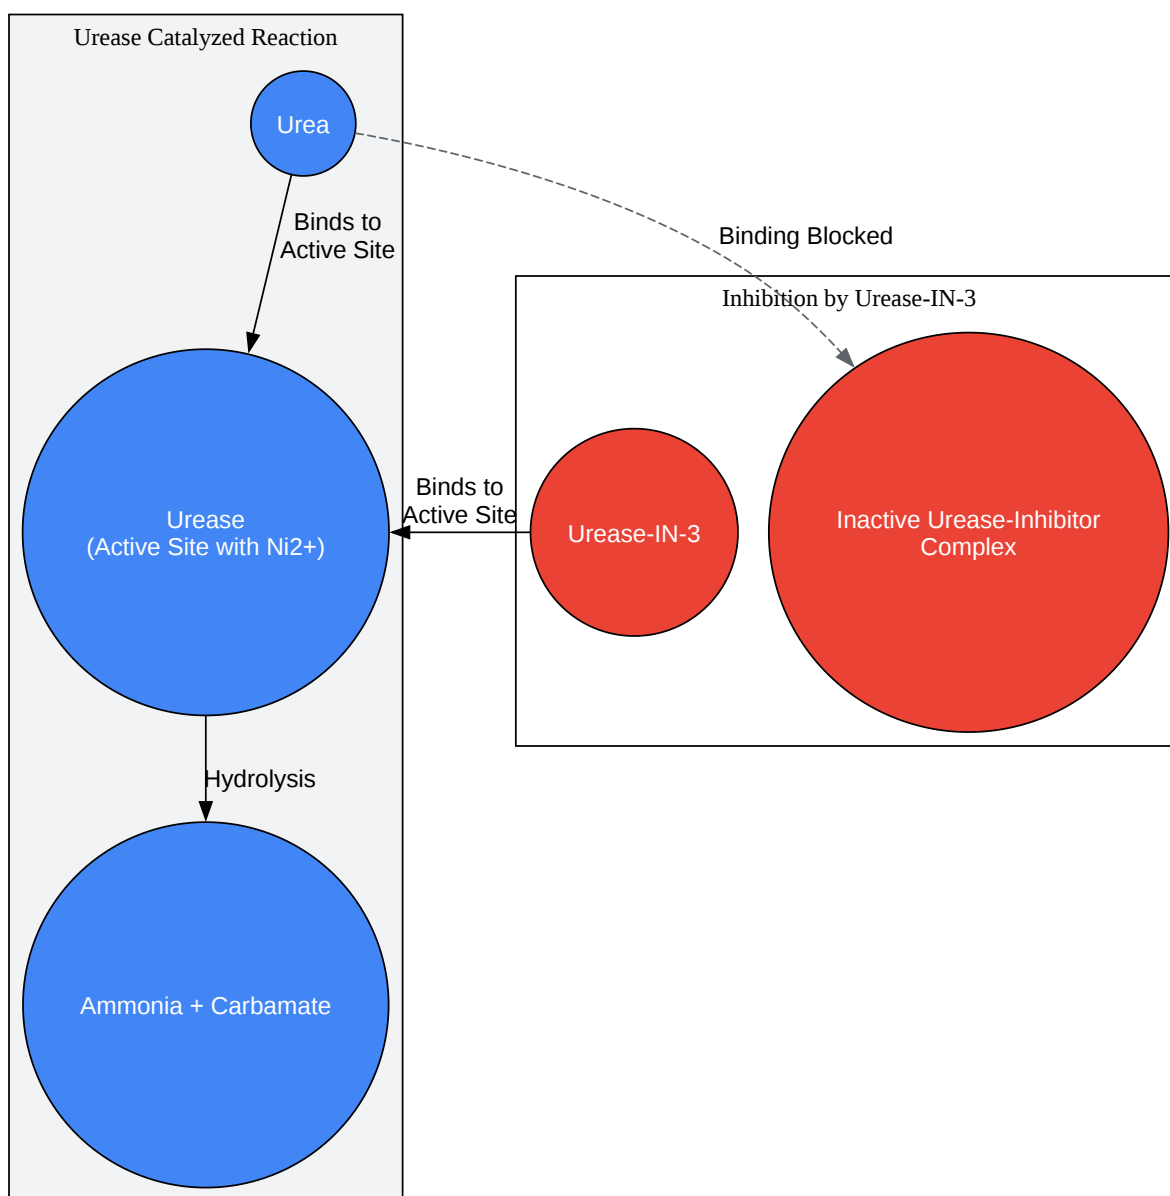 Urease Catalyzed Reaction
Urea
Binds to
Active Site
Binding Blocked
Inhibition by Urease-IN-3
Binds to
Active Site
Urease
(Active Site with Ni2+)
Urease-IN-3
Inactive Urease-Inhibitor
Complex
Hydrolysis
Ammonia + Carbamate